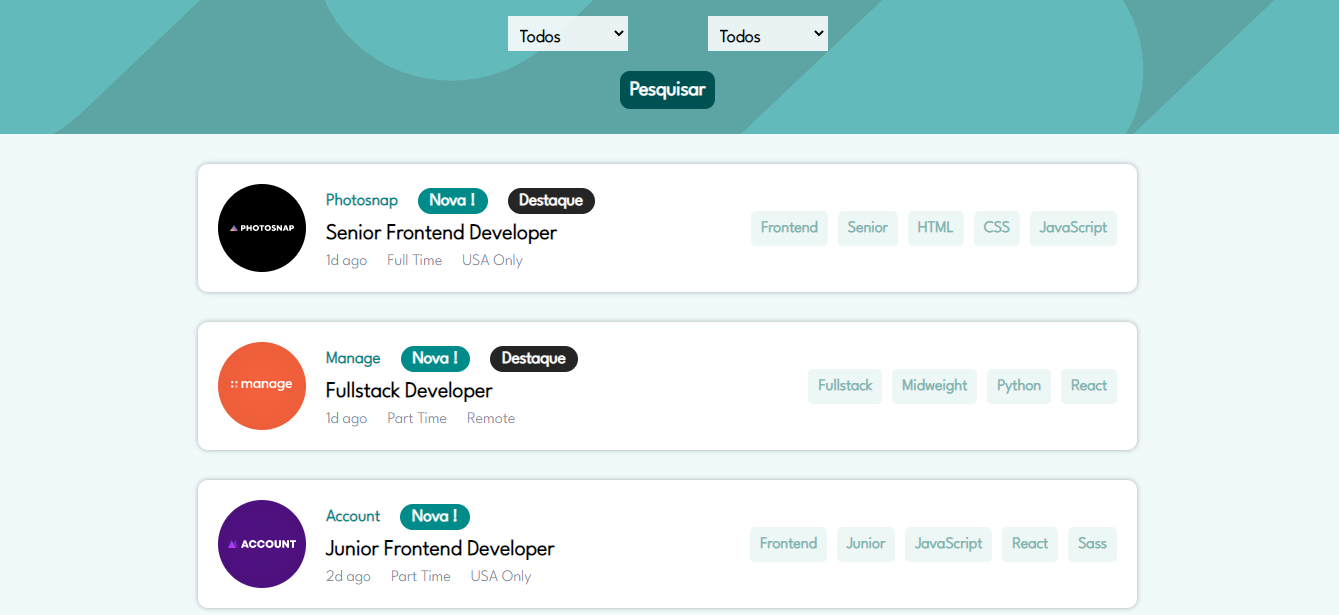 Todos Todos
Pesquisar
PHOTOSNAP
Photosnap Nova ! Destaque
Senior Frontend Developer
1d ago Full Time USA Only
Frontend Senior HTML CSS JavaScript
manage
Manage Nova ! Destaque
Fullstack Developer
1d ago Part Time Remote
Fullstack Midweight Python React
ACCOUNT
Account Nova !
Junior Frontend Developer
2d ago Part Time USA Only
Frontend Junior JavaScript React Sass